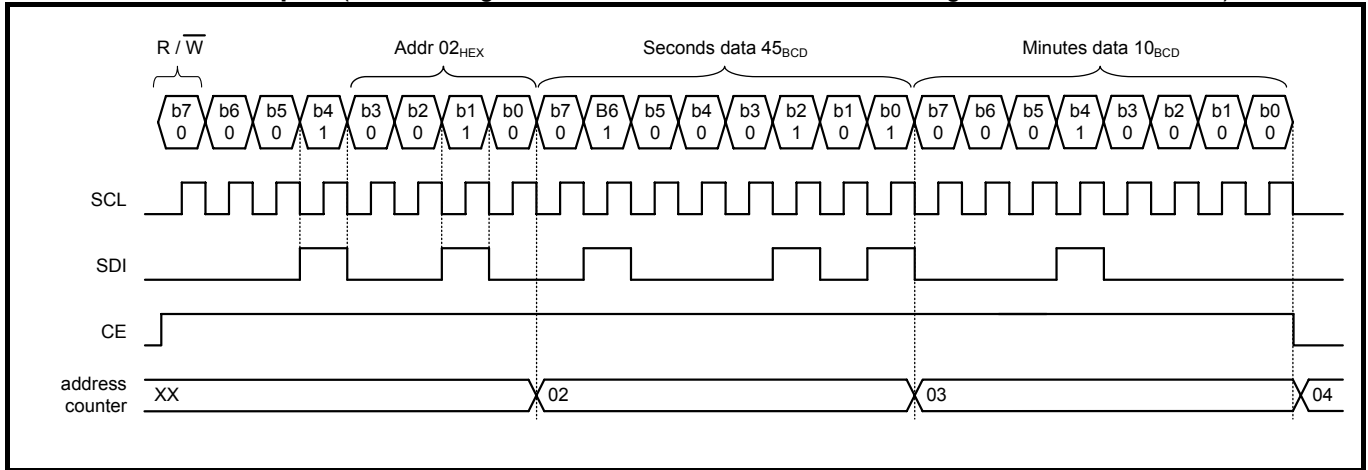 R / W Addr 02HEX Seconds data 45BCD Minutes data 10BCD
b7 b6 b5 b4 b3 b2 b1 b0 b7 B6 b5 b4 b3 b2 b1 b0 b7 b6 b5 b4 b3 b2 b1 b0
0 0 0 1 0 0 1 0 0 1 0 0 0 1 0 1 0 0 0 1 0 0 0 0
SCL
SDI
CE
address
counter
XX 02 03 04